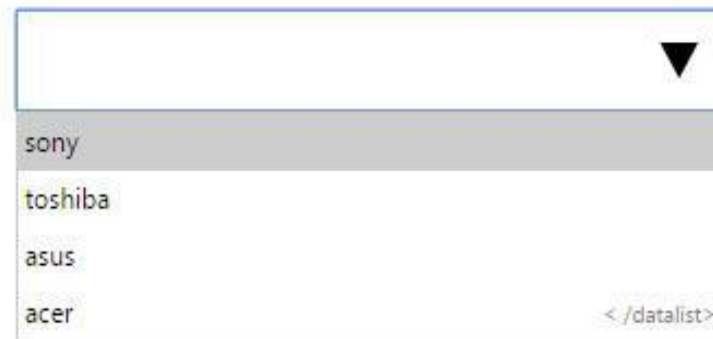 sony
toshiba
asus
acer < /datalist>